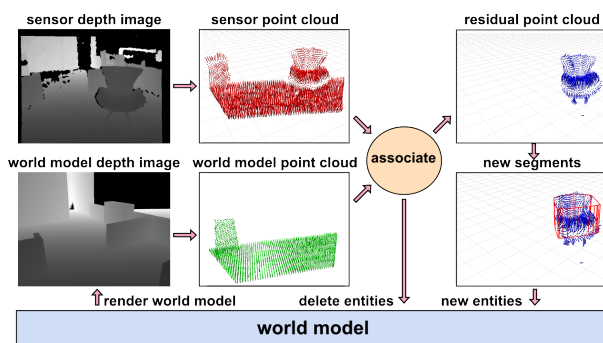 sensor depth image
sensor point cloud
residual point cloud
associate
world model depth image
world model point cloud
new segments
render world model
delete entities
new entities
world model